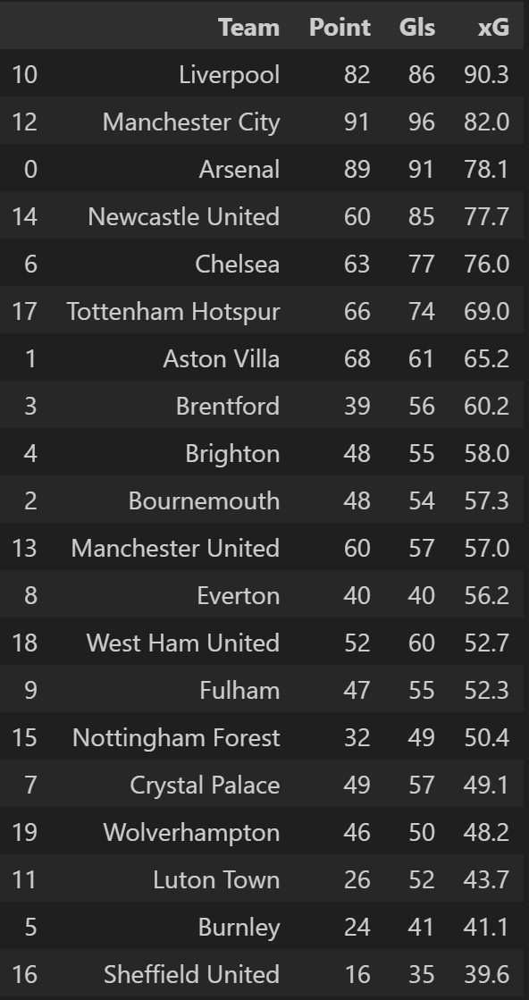 Team Point Gls xG
10 Liverpool 82 86 90.3
12 Manchester City 91 96 82.0
0 Arsenal 89 91 78.1
14 Newcastle United 60 85 77.7
6 Chelsea 63 77 76.0
17 Tottenham Hotspur 66 74 69.0
1 Aston Villa 68 61 65.2
3 Brentford 39 56 60.2
4 Brighton 48 55 58.0
2 Bournemouth 48 54 57.3
13 Manchester United 60 57 57.0
8 Everton 40 40 56.2
18 West Ham United 52 60 52.7
9 Fulham 47 55 52.3
15 Nottingham Forest 32 49 50.4
7 Crystal Palace 49 57 49.1
19 Wolverhampton 46 50 48.2
11 Luton Town 26 52 43.7
5 Burnley 24 41 41.1
16 Sheffield United 16 35 39.6